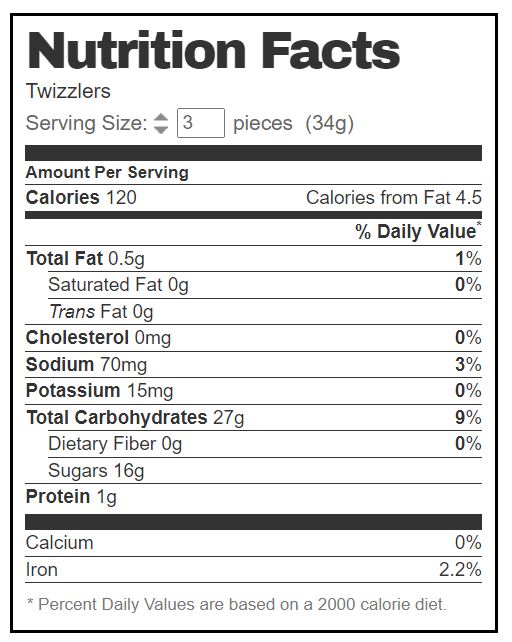 Nutrition Facts
Twizzlers
Serving Size: 3 pieces (34g)
Amount Per Serving
Calories 120 Calories from Fat 4.5
% Daily Value*
Total Fat 0.5g 1%
Saturated Fat 0g 0%
Trans Fat 0g
Cholesterol 0mg 0%
Sodium 70mg 3%
Potassium 15mg 0%
Total Carbohydrates 27g 9%
Dietary Fiber 0g 0%
Sugars 16g
Protein 1g
Calcium 0%
Iron 2.2%
* Percent Daily Values are based on a 2000 calorie diet.